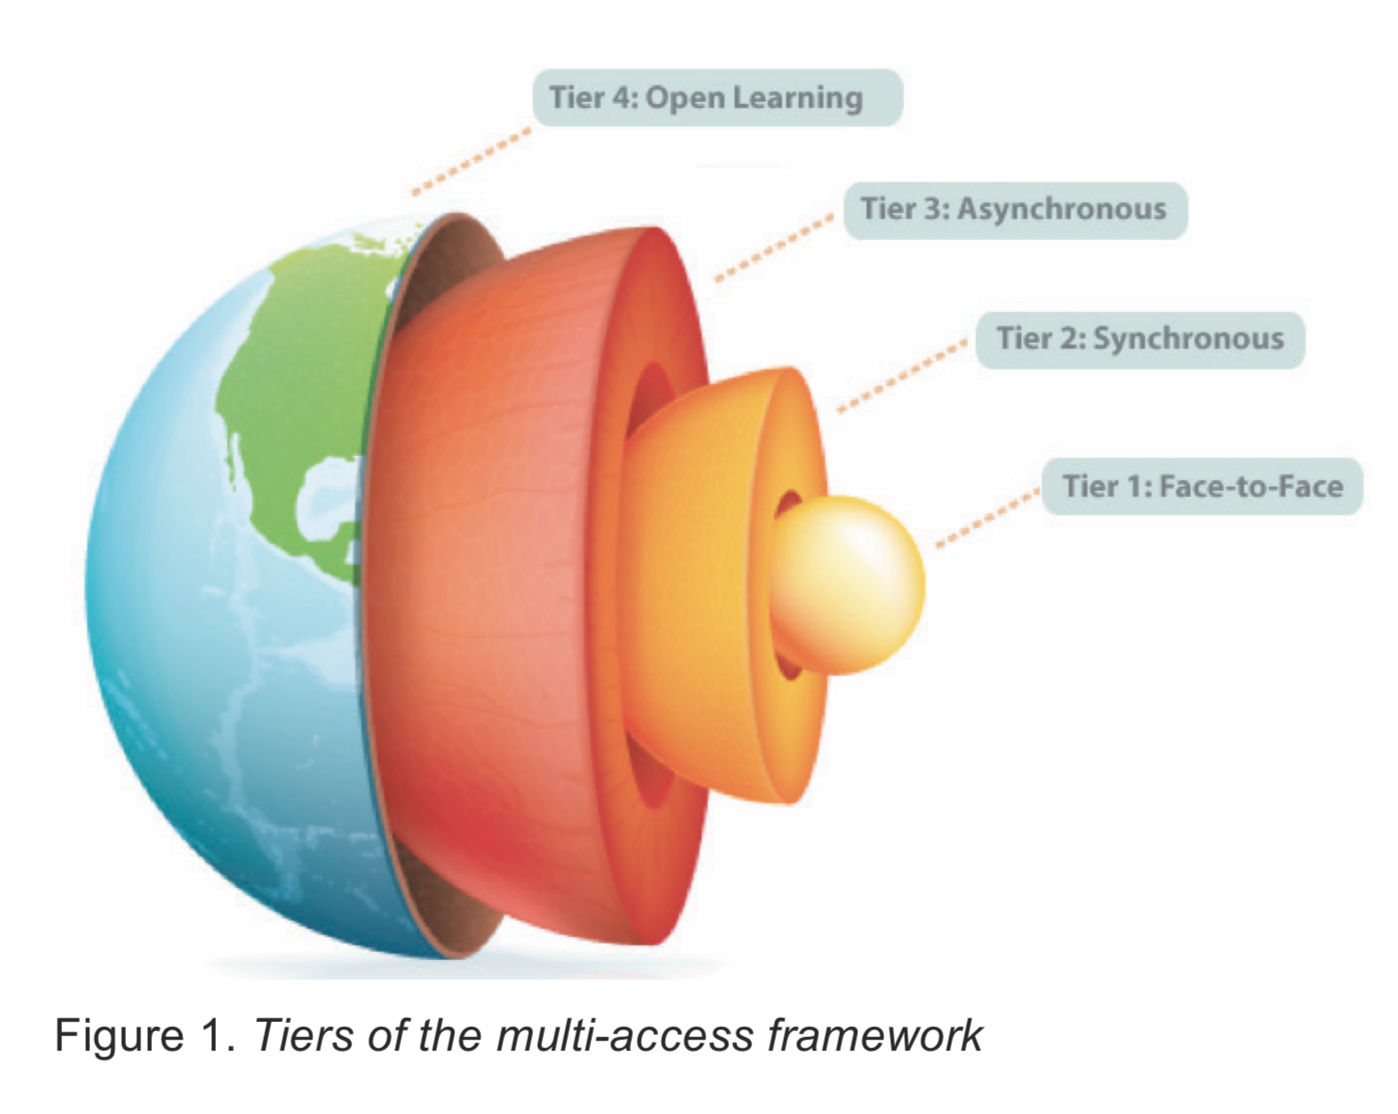 Tier 4: Open Learning
Tier 3: Asynchronous
Tier 2: Synchronous
Tier 1: Face-to-Face
Figure 1. Tiers of the multi-access framework